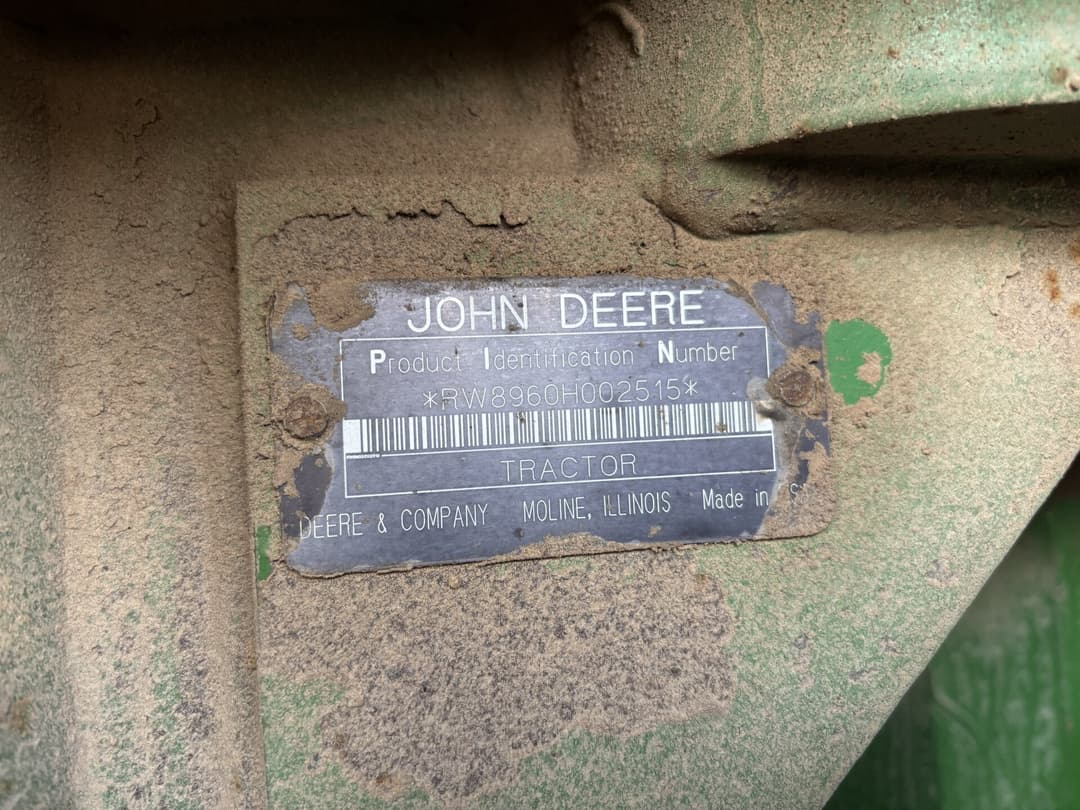 JOHN DEERE
Product Identification Number
*RW8960H002515*
TRACTOR
DEERE & COMPANY MOLINE, ILLINOIS Made in